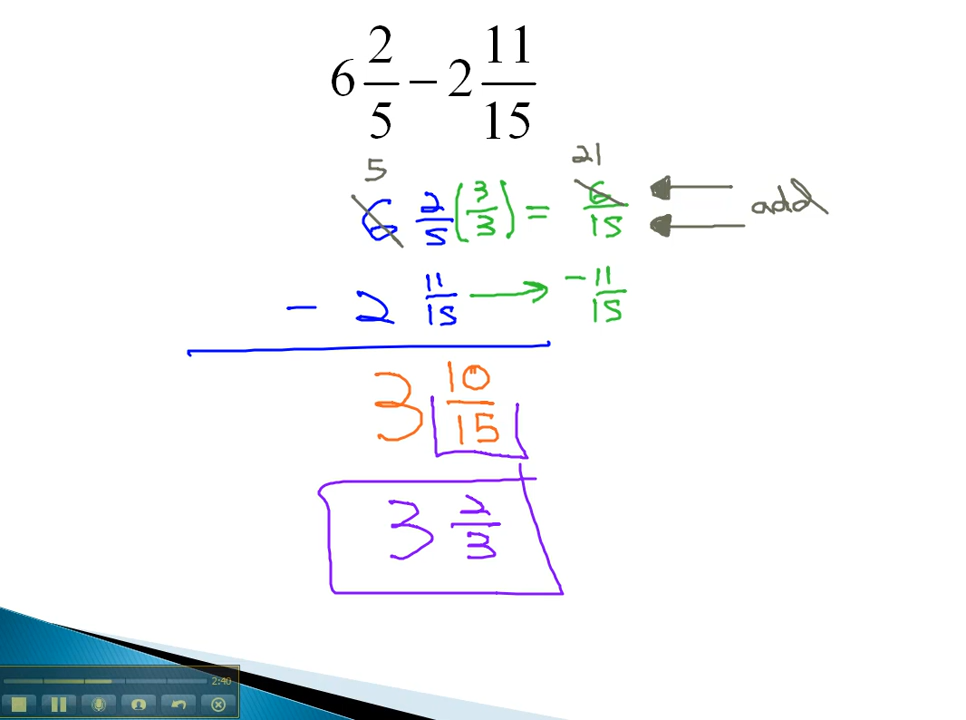 6 2/5 − 2 11/15
5 21
6 2/5 (3/3) = 6/15 add
− 2 11/15 → − 11/15
3 10/15
3 2/3
2:40